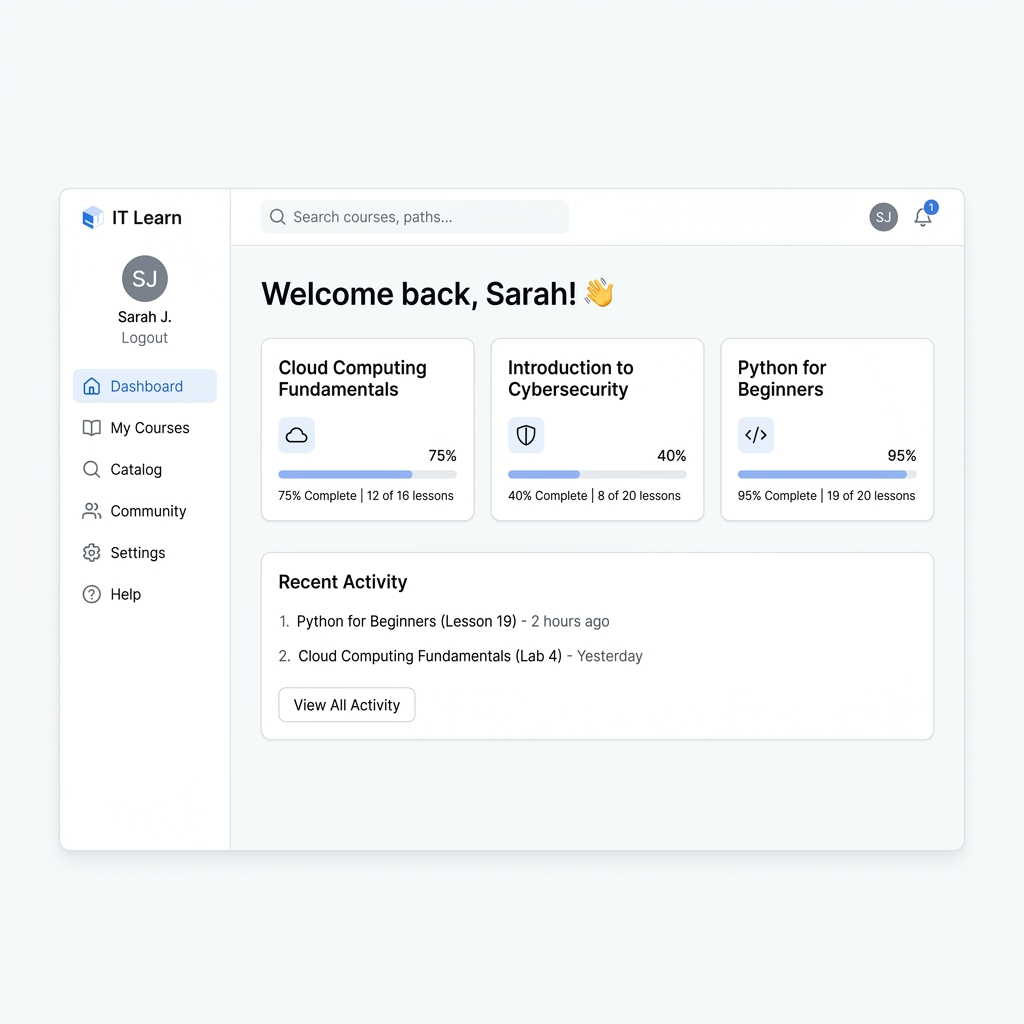 IT Learn
SJ
Sarah J.
Logout
Dashboard
My Courses
Catalog
Community
Settings
Help
Search courses, paths...
SJ
1
Welcome back, Sarah! 👋
Cloud Computing
Fundamentals
75%
75% Complete | 12 of 16 lessons
Introduction to
Cybersecurity
40%
40% Complete | 8 of 20 lessons
Python for
Beginners
</>
95%
95% Complete | 19 of 20 lessons
Recent Activity
1. Python for Beginners (Lesson 19) - 2 hours ago
2. Cloud Computing Fundamentals (Lab 4) - Yesterday
View All Activity